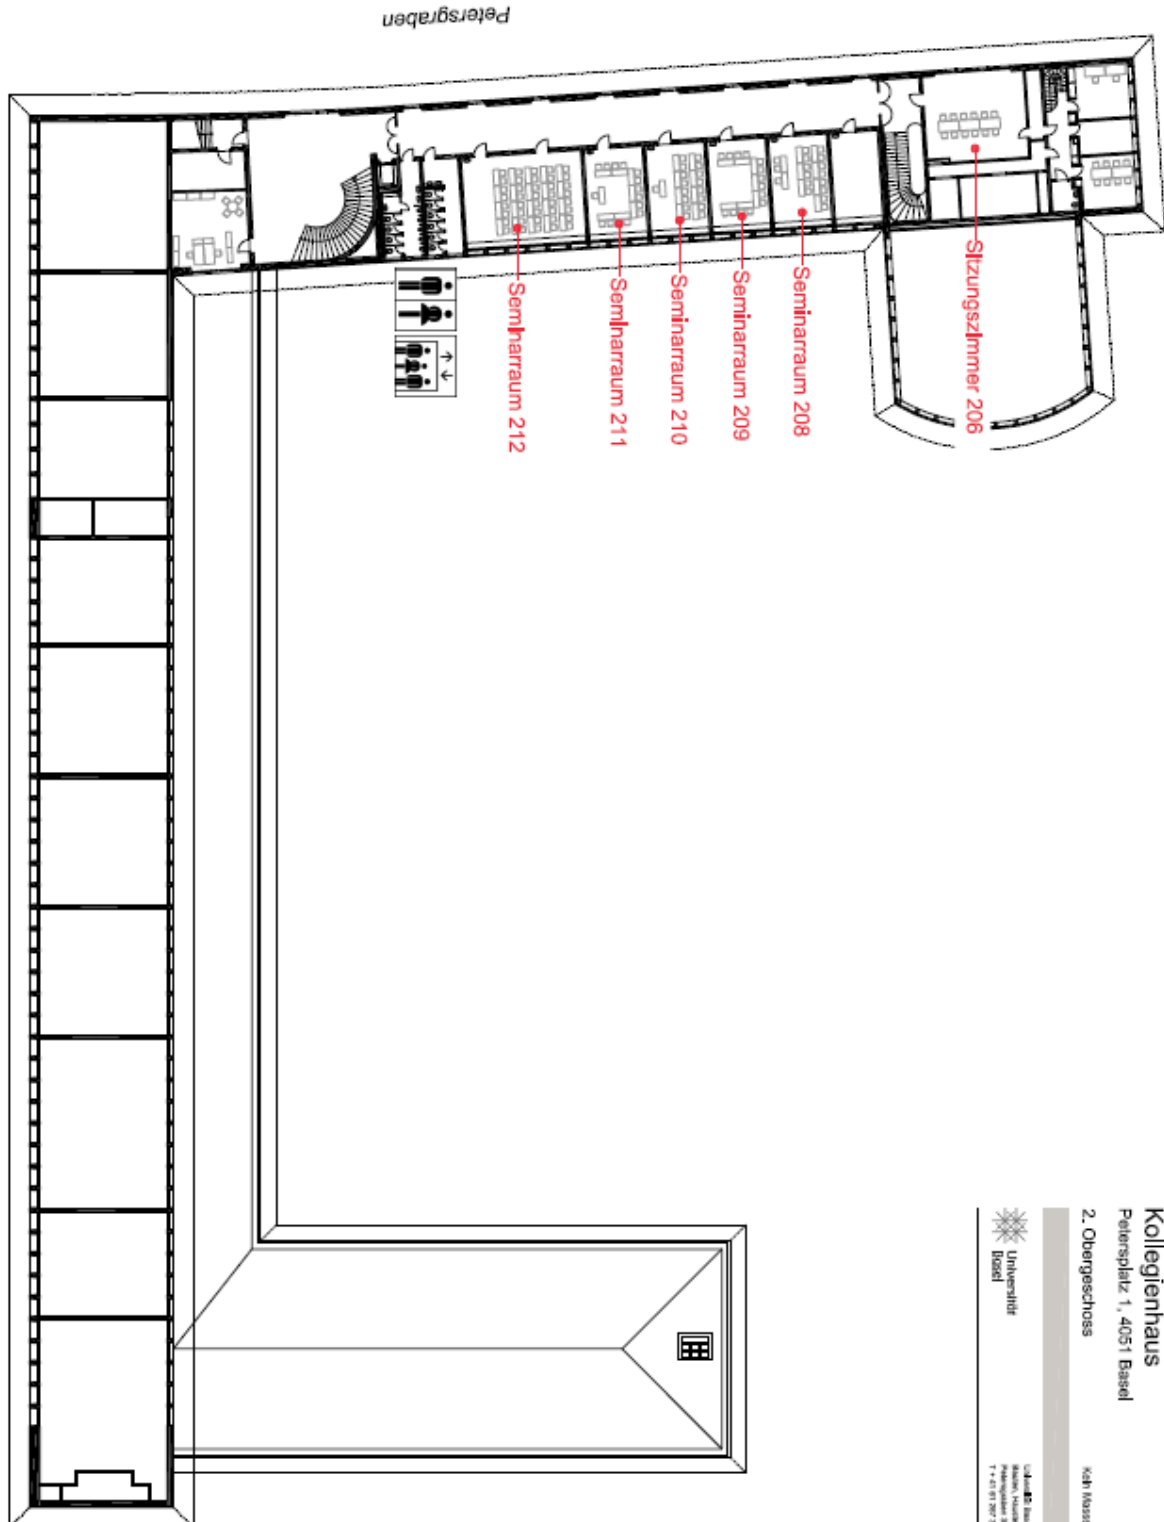 Petersgraben
Sitzungszimmer 206
Seminarraum 208
Seminarraum 209
Seminarraum 210
Seminarraum 211
Seminarraum 212
Kollegienhaus
Petersplatz 1, 4051 Basel
2. Obergeschoss
Kein
Universität
Basel